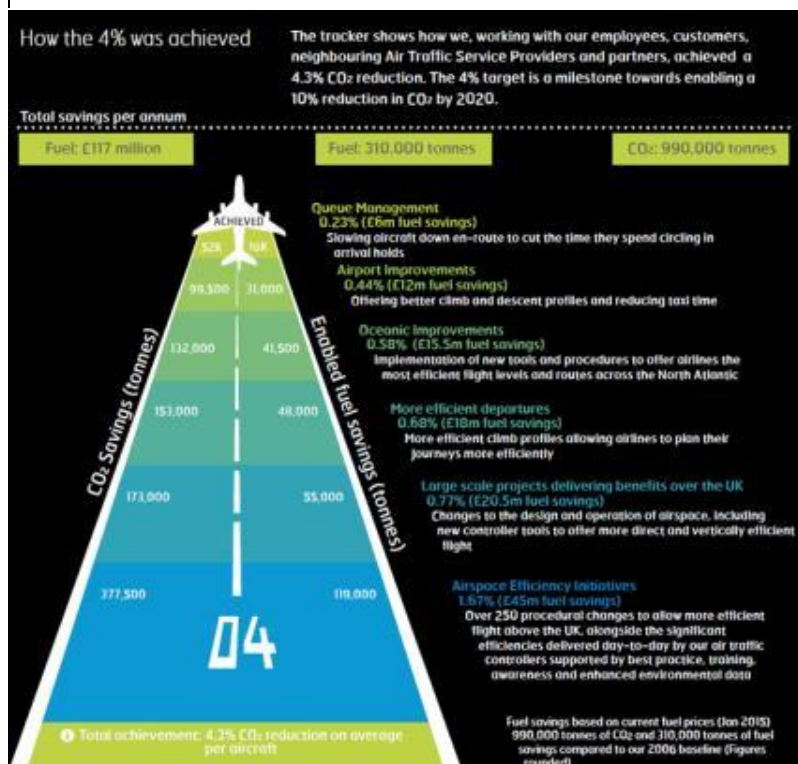 How the 4% was achieved
The tracker shows how we, working with our employees, customers,
neighbouring Air Traffic Service Providers and partners, achieved a
4.3% CO₂ reduction. The 4% target is a milestone towards enabling a
10% reduction in CO₂ by 2020.
Total savings per annum
Fuel: £117 million
Fuel: 310,000 tonnes
CO₂: 990,000 tonnes
ACHIEVED
Queue Management
0.23% (£6m fuel savings)
Slowing aircraft down en-route to cut the time they spend circling in
arrival holds
52K 16K
Airport Improvements
0.44% (£12m fuel savings)
Offering better climb and descent profiles and reducing taxi time
99,500 31,000
Oceanic Improvements
0.58% (£15.5m fuel savings)
Implementation of new tools and procedures to offer airlines the
most efficient flight levels and routes across the North Atlantic
132,000 41,500
More efficient departures
0.68% (£18m fuel savings)
More efficient climb profiles allowing airlines to plan their
journeys more efficiently
153,000 48,000
Large scale projects delivering benefits over the UK
0.77% (£20.5m fuel savings)
Changes to the design and operation of airspace, including
new controller tools to offer more direct and vertically efficient
flight
173,000 55,000
Airspace Efficiency Initiatives
1.67% (£45m fuel savings)
Over 250 procedural changes to allow more efficient
flight above the UK, alongside the significant
efficiencies delivered day-to-day by our air traffic
controllers supported by best practice, training,
awareness and enhanced environmental data
377,500 119,000
CO₂ Savings (tonnes)
Enabled fuel savings (tonnes)
04
Total achievement: 4.3% CO₂ reduction on average
per aircraft
Fuel savings based on current fuel prices (Jan 2015)
990,000 tonnes of CO₂ and 310,000 tonnes of fuel
savings compared to our 2006 baseline (Figures
rounded)